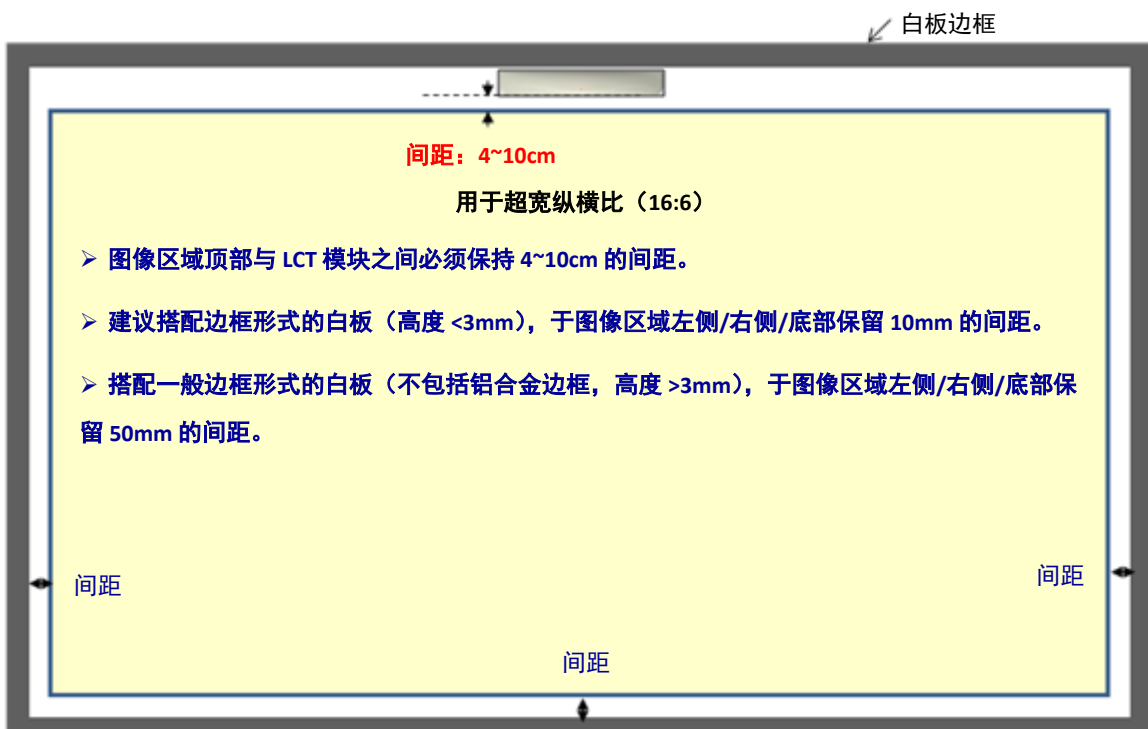 白板边框
间距：4~10cm
用于超宽纵横比（16:6）
➢ 图像区域顶部与 LCT 模块之间必须保持 4~10cm 的间距。
➢ 建议搭配边框形式的白板（高度 <3mm），于图像区域左侧/右侧/底部保留 10mm 的间距。
➢ 搭配一般边框形式的白板（不包括铝合金边框，高度 >3mm），于图像区域左侧/右侧/底部保
留 50mm 的间距。
间距
间距
间距